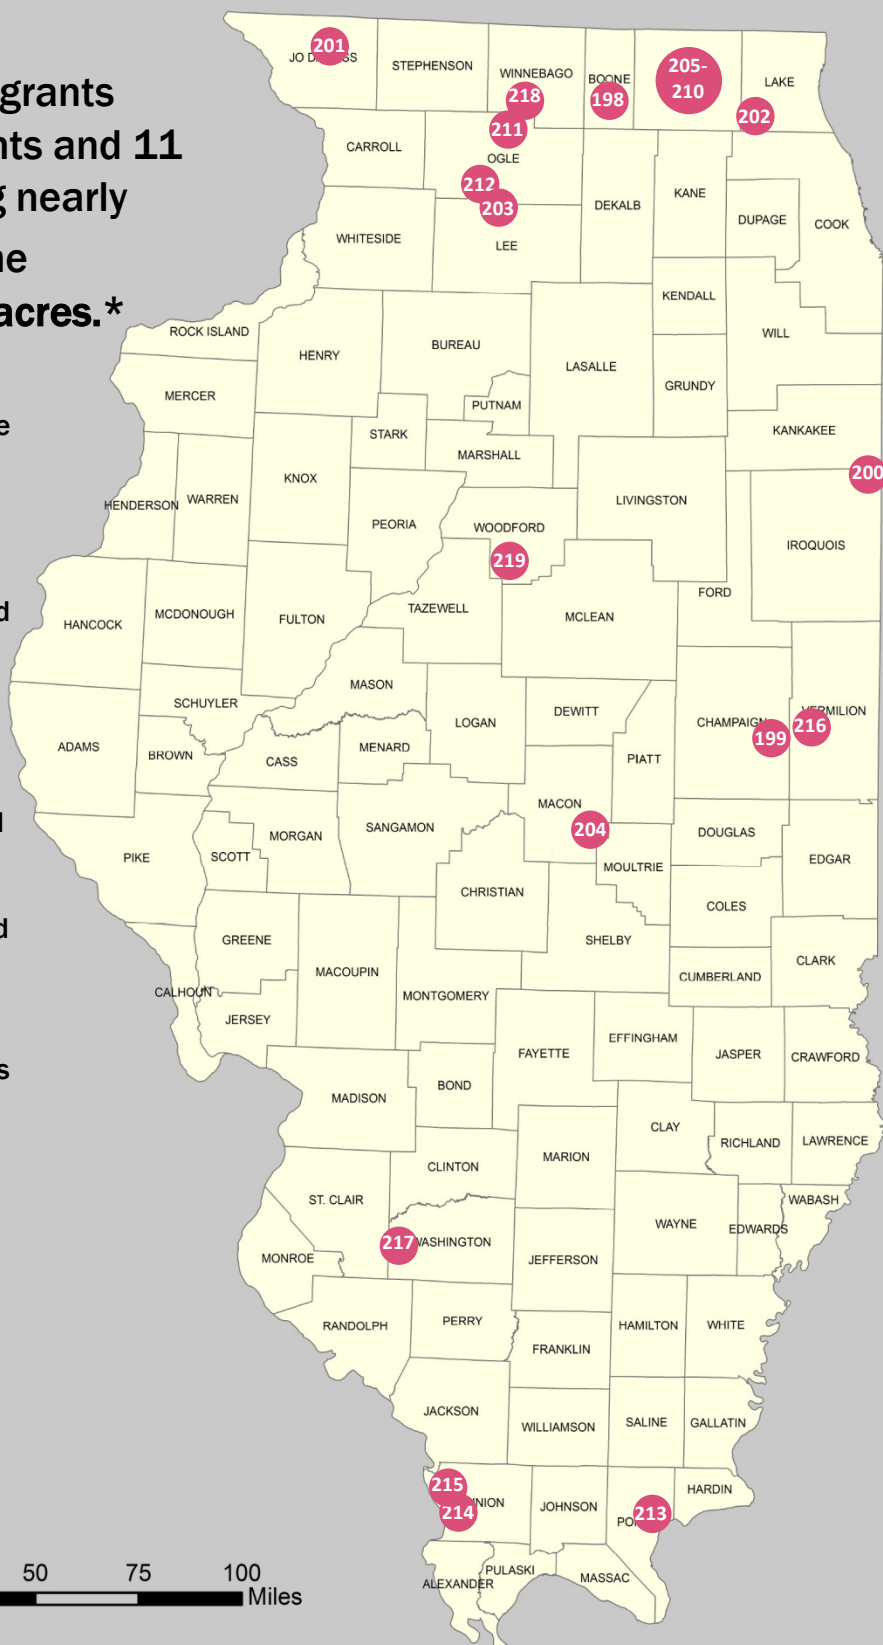 grants
nts and 11
g nearly
ne
acres.*
e
d
l
d
s
201
JO D
ESS
STEPHENSON
WINNEBAGO
218
BOONE
198
205-
210
LAKE
202
211
CARROLL
OGLE
212
203
KANE
DEKALB
DUPAGE
COOK
WHITESIDE
LEE
KENDALL
ROCK ISLAND
WILL
HENRY
BUREAU
LASALLE
GRUNDY
MERCER
PUTNAM
KANKAKEE
STARK
MARSHALL
200
KNOX
HENDERSON
WARREN
LIVINGSTON
PEORIA
WOODFORD
IROQUOIS
219
FORD
TAZEWELL
MCLEAN
HANCOCK
MCDONOUGH
FULTON
MASON
SCHUYLER
LOGAN
DEWITT
CHAMPAIGN
VERMILION
199
216
ADAMS
BROWN
CASS
MENARD
PIATT
MACON
204
SANGAMON
MORGAN
DOUGLAS
PIKE
SCOTT
MOULTRIE
EDGAR
CHRISTIAN
COLES
GREENE
SHELBY
MACOUPIN
CLARK
CUMBERLAND
CALHOUN
MONTGOMERY
JERSEY
EFFINGHAM
FAYETTE
JASPER
CRAWFORD
BOND
MADISON
CLAY
RICHLAND
LAWRENCE
CLINTON
MARION
ST. CLAIR
WABASH
WAYNE
EDWARDS
217
WASHINGTON
MONROE
JEFFERSON
RANDOLPH
PERRY
HAMILTON
WHITE
FRANKLIN
JACKSON
WILLIAMSON
SALINE
GALLATIN
215
HARDIN
214
NION
JOHNSON
PO
213
PULASKI
ALEXANDER
MASSAC
50 75 100
Miles